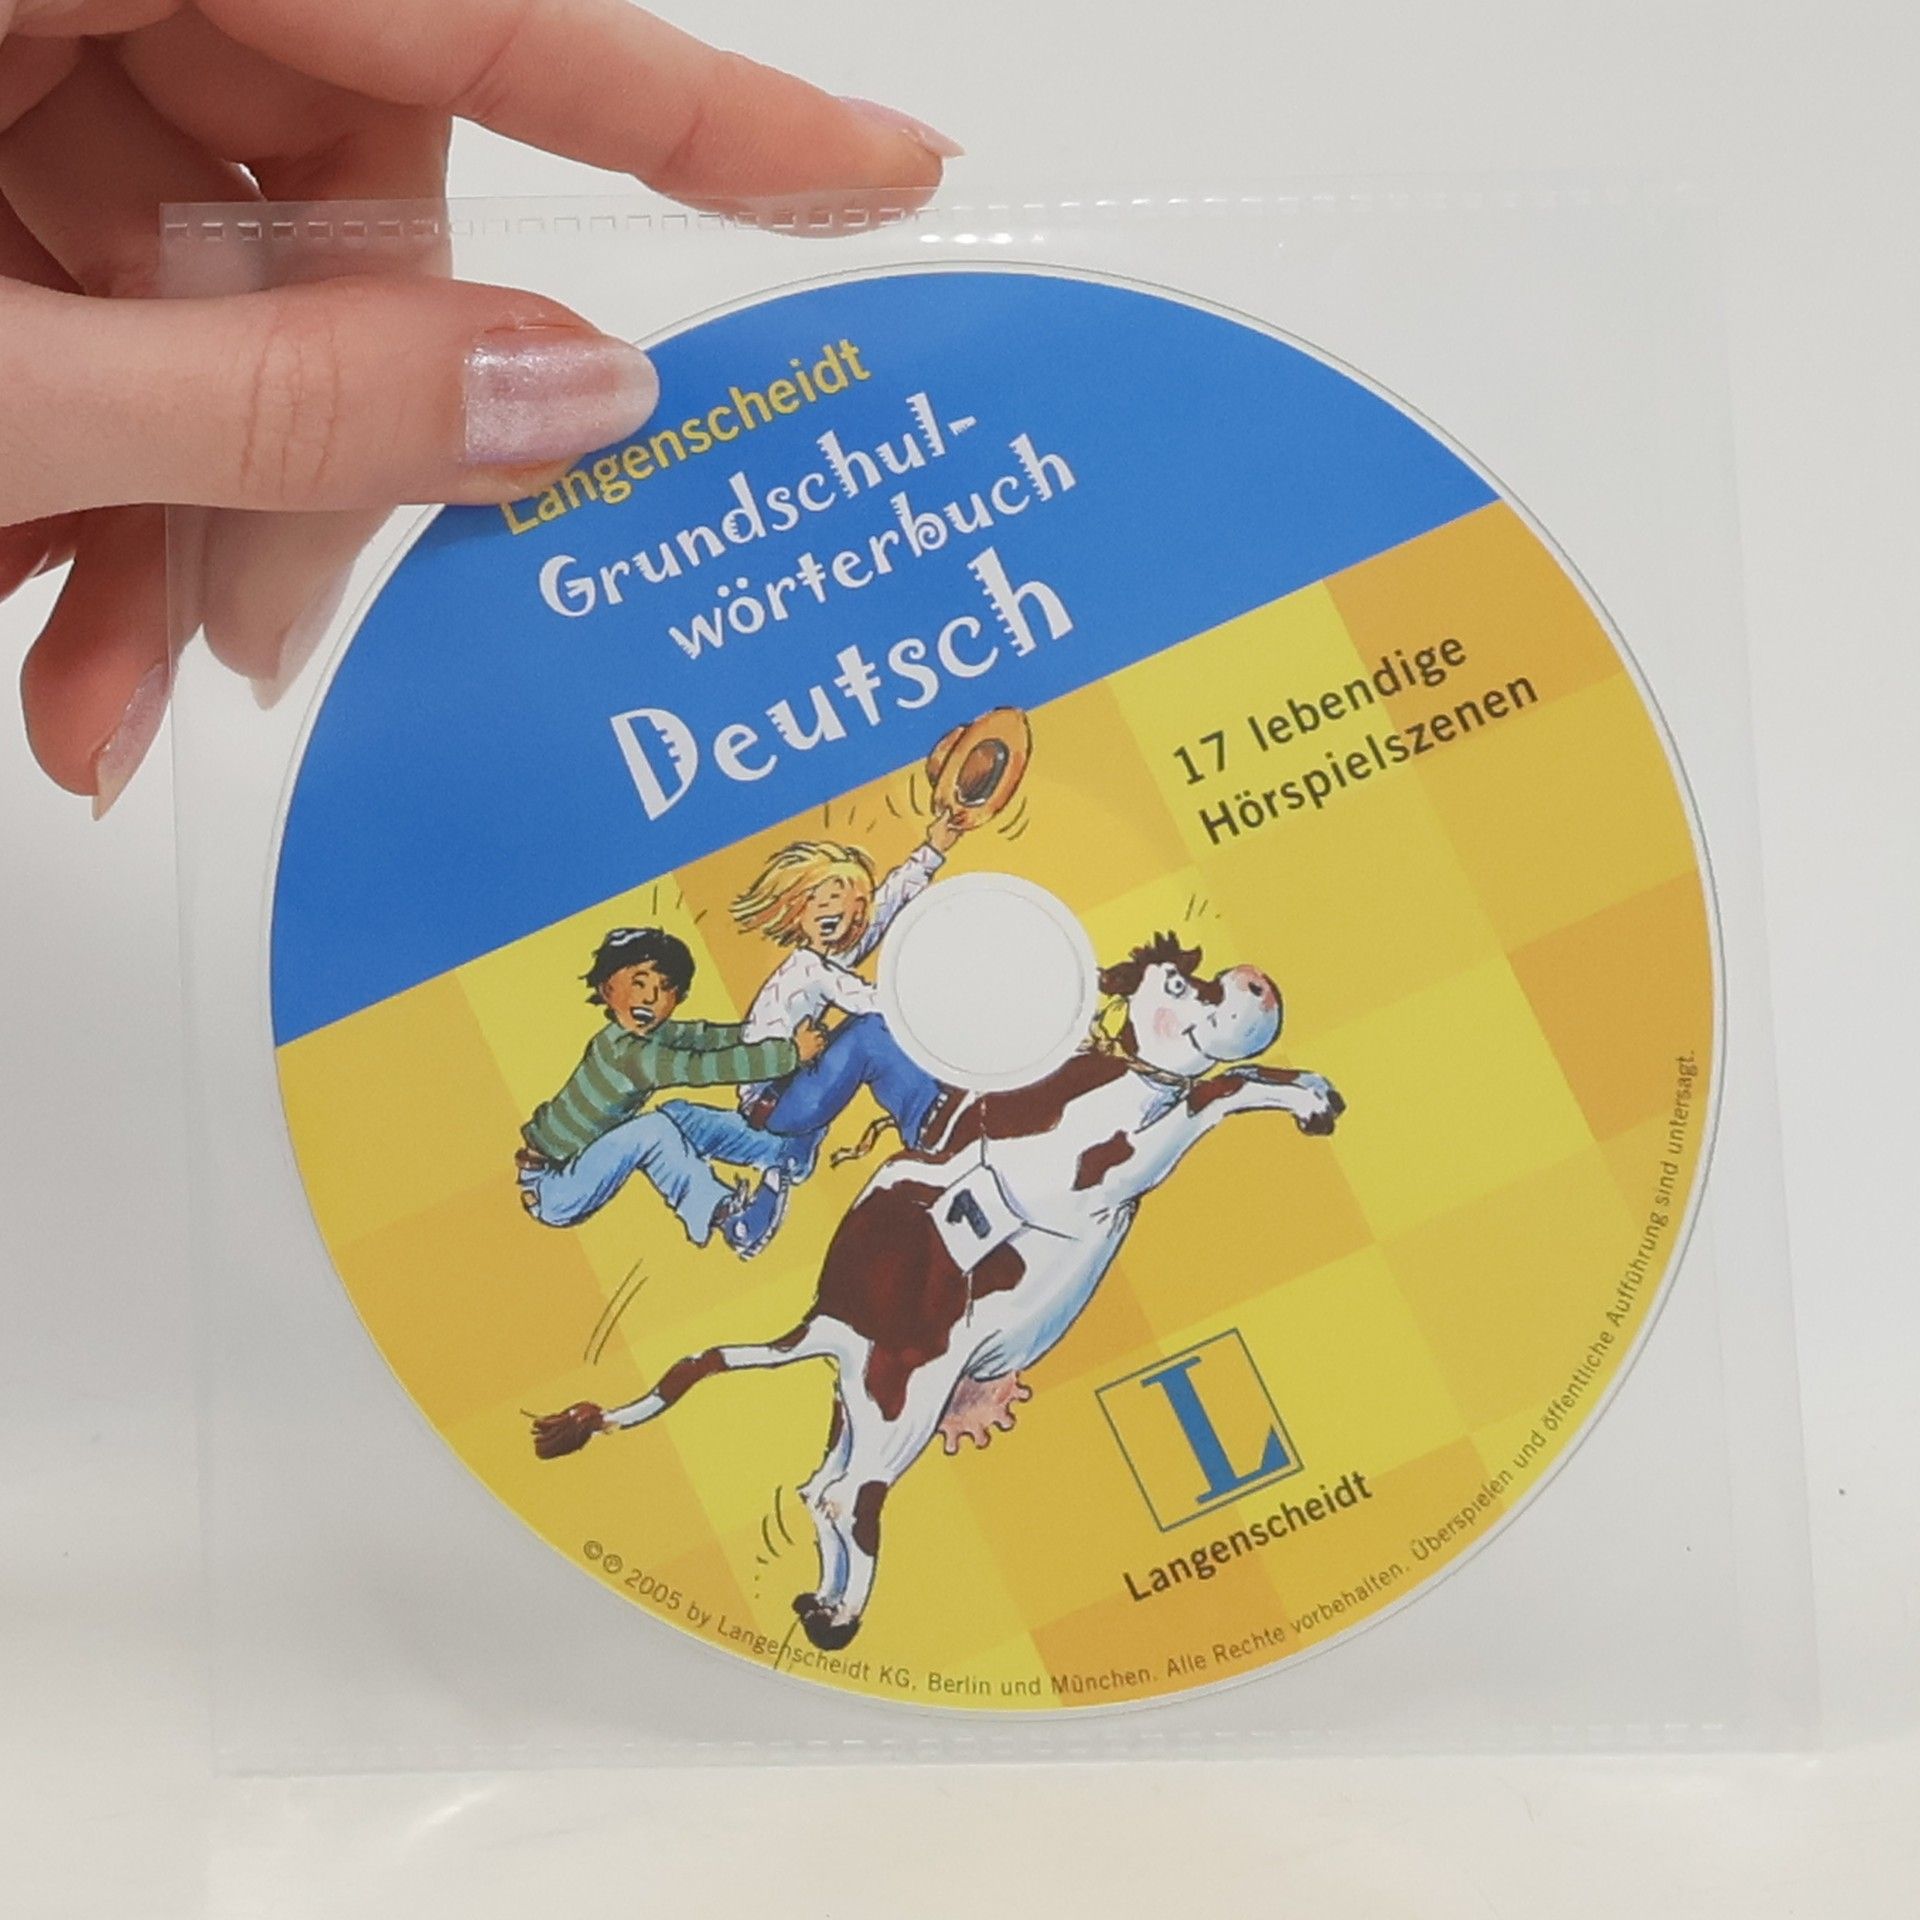 Langenscheidt
Grundschul-
wörterbuch
Deutsch
17 lebendige
Hörspielszenen
1
L
Langenscheidt
©℗ 2005 by Langenscheidt KG, Berlin und München. Alle Rechte vorbehalten. Überspielen und öffentliche Aufführung sind untersagt.